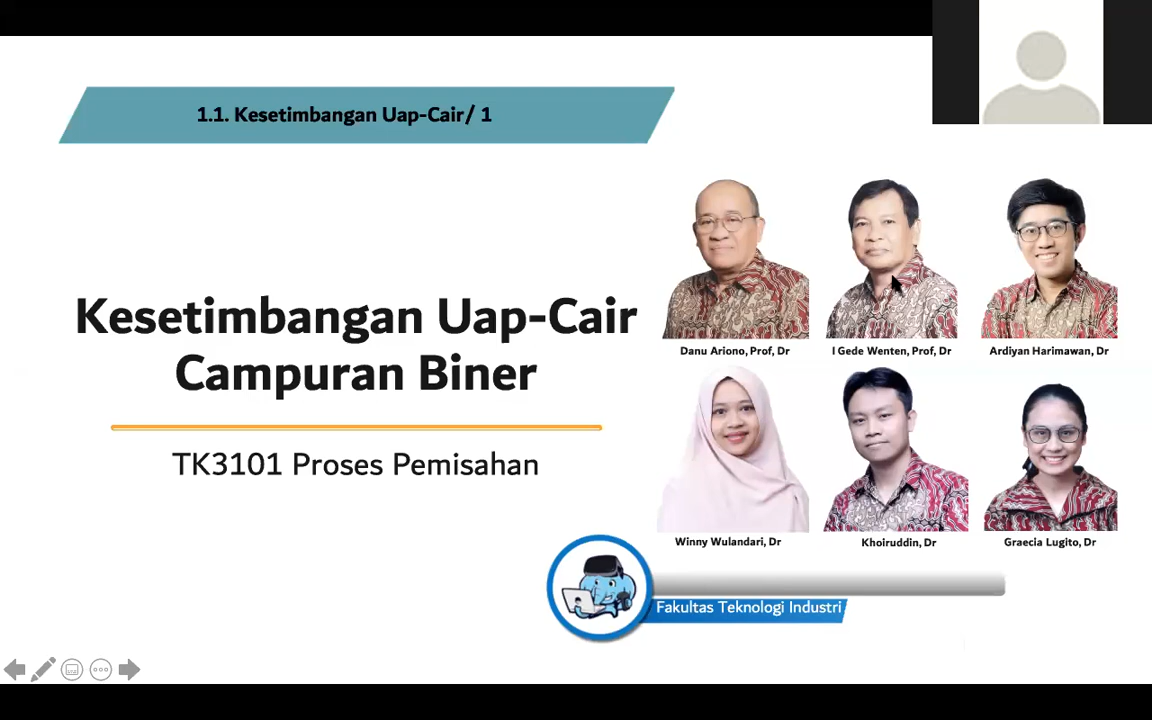 1.1. Kesetimbangan Uap-Cair/ 1
Kesetimbangan Uap-Cair
Campuran Biner
TK3101 Proses Pemisahan
Danu Ariono, Prof, Dr
I Gede Wenten, Prof, Dr
Ardiyan Harimawan, Dr
Winny Wulandari, Dr
Khoiruddin, Dr
Graecia Lugito, Dr
Fakultas Teknologi Industri